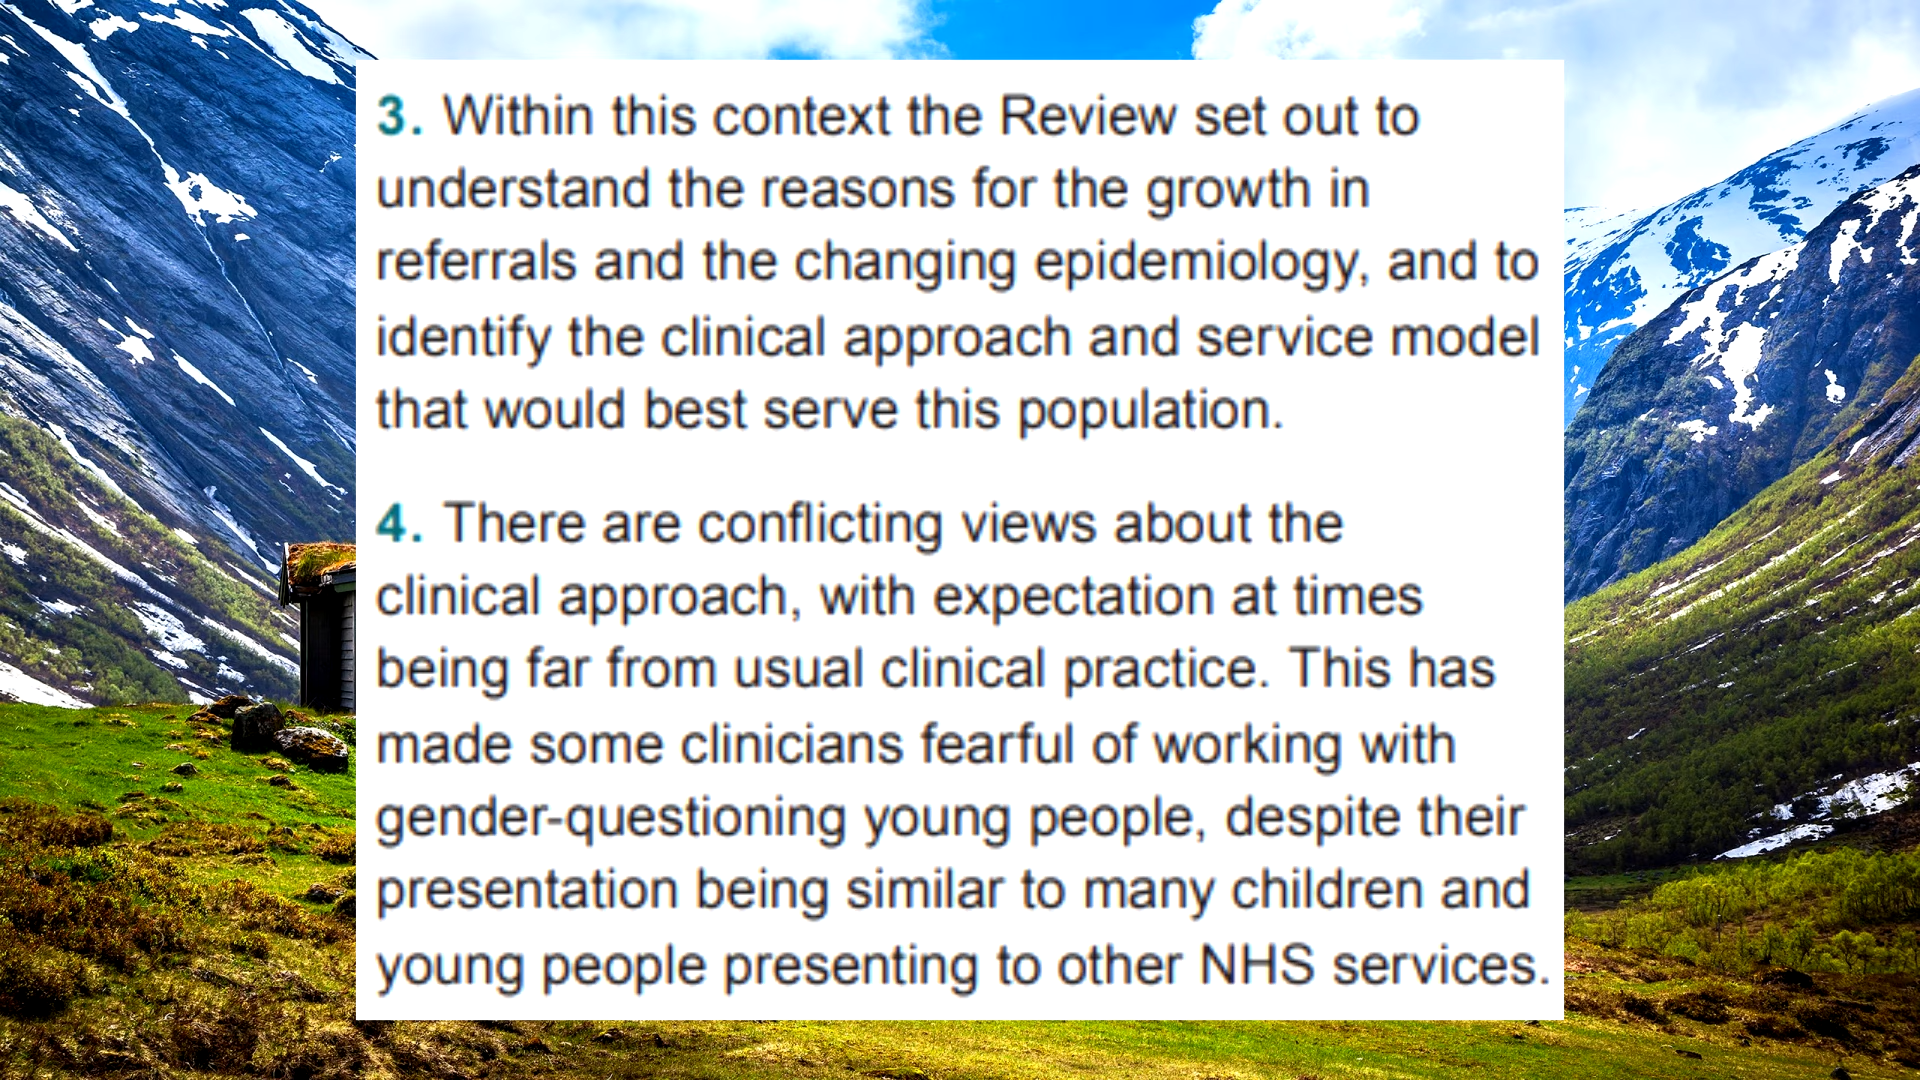 3. Within this context the Review set out to
understand the reasons for the growth in
referrals and the changing epidemiology, and to
identify the clinical approach and service model
that would best serve this population.
4. There are conflicting views about the
clinical approach, with expectation at times
being far from usual clinical practice. This has
made some clinicians fearful of working with
gender-questioning young people, despite their
presentation being similar to many children and
young people presenting to other NHS services.